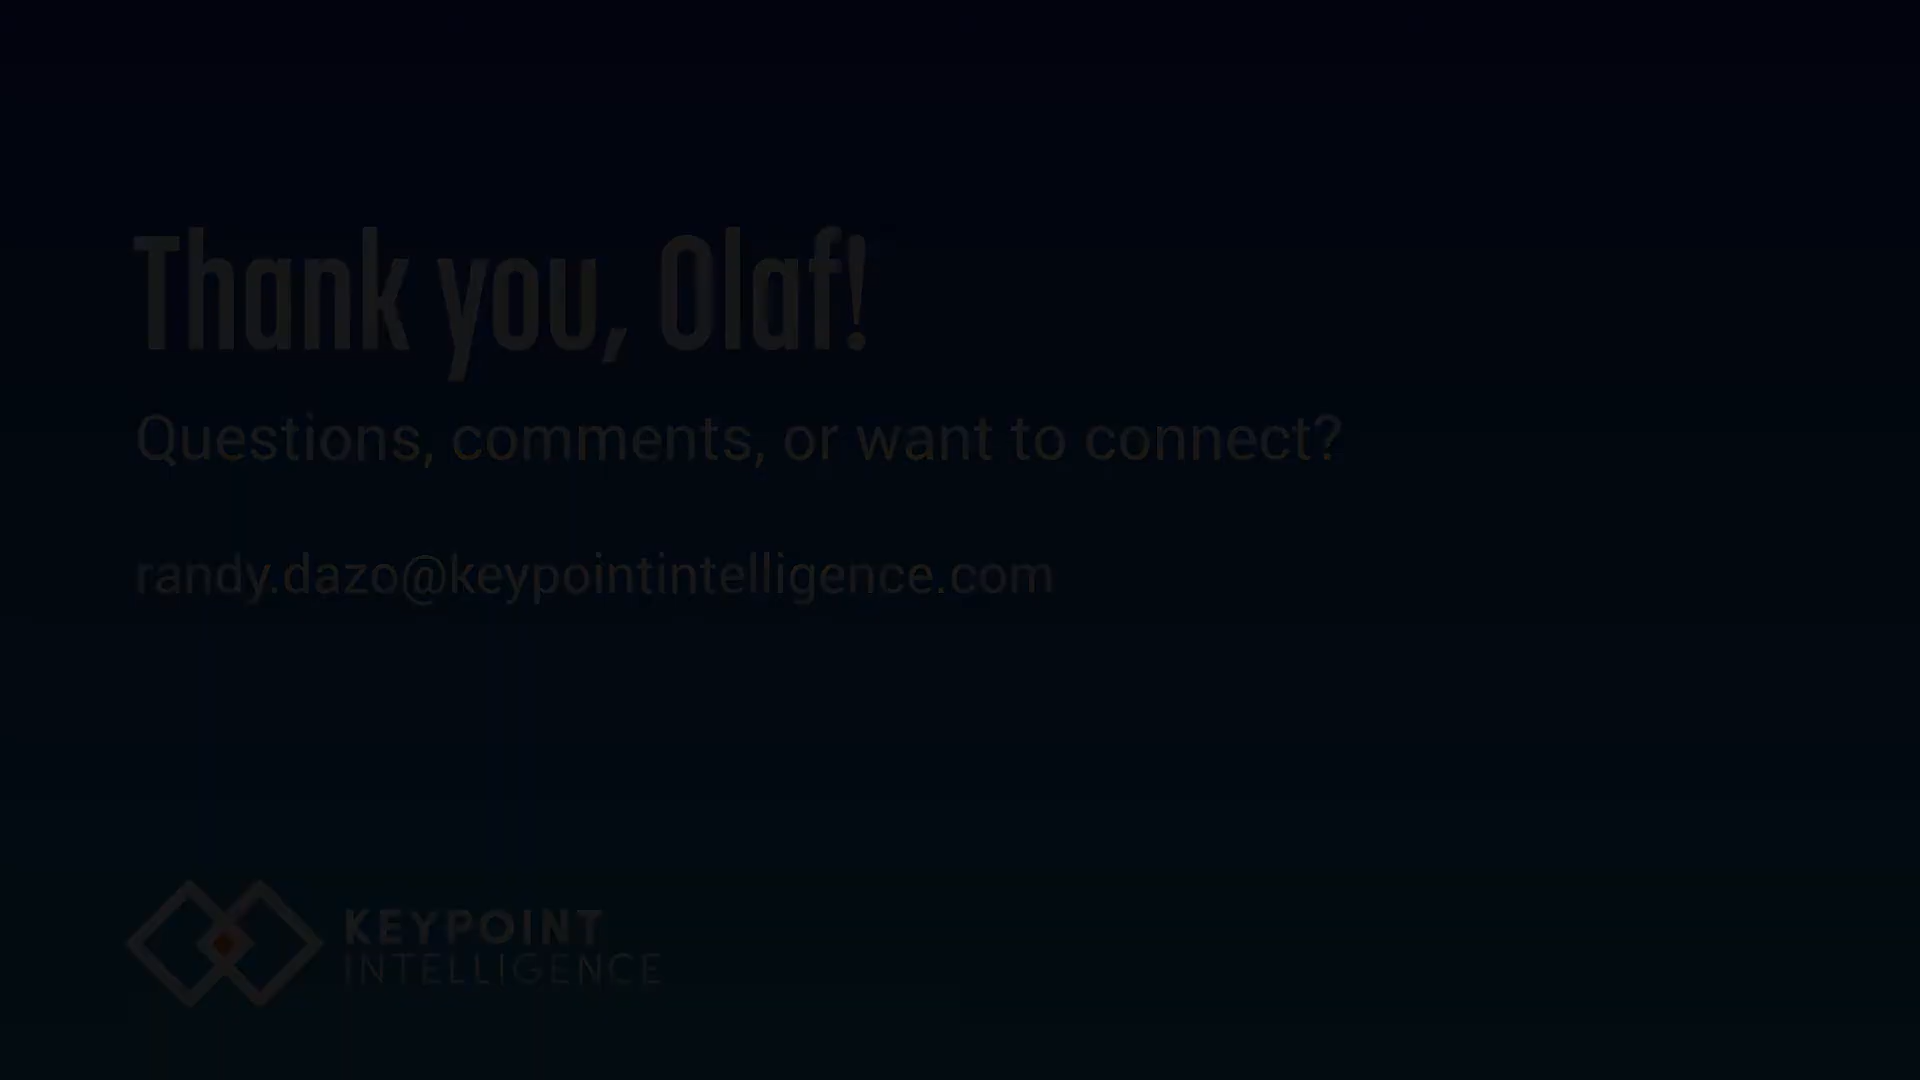 Thank you, Olaf!
Questions, comments, or want to connect?
randy.dazo@keypointintelligence.com
KEYPOINT
INTELLIGENCE